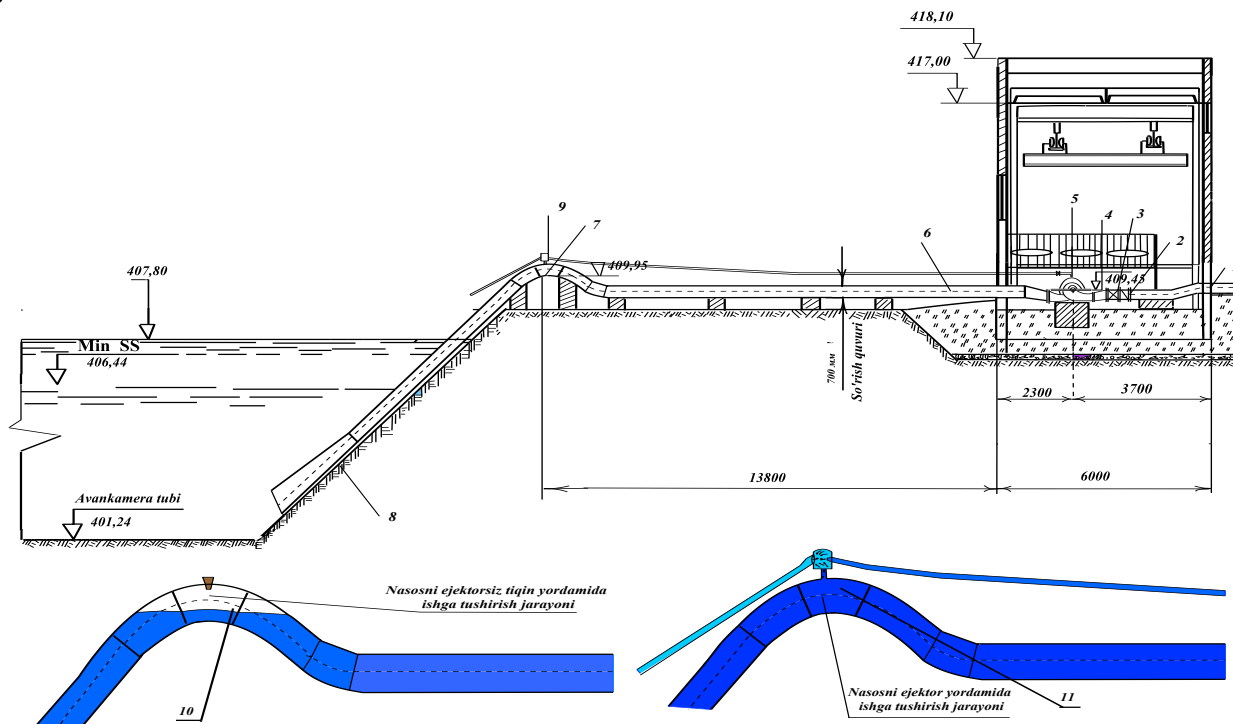 418,10
417,00
9
7
5
4
3
2
6
407,80
409,95
409,45
Min SS
406,44
700 мм
So'rish quvuri
2300
3700
13800
6000
Avankamera tubi
401,24
8
Nasosni ejektorsiz tiqin yordamida
ishga tushirish jarayoni
10
Nasosni ejektor yordamida
ishga tushirish jarayoni
11